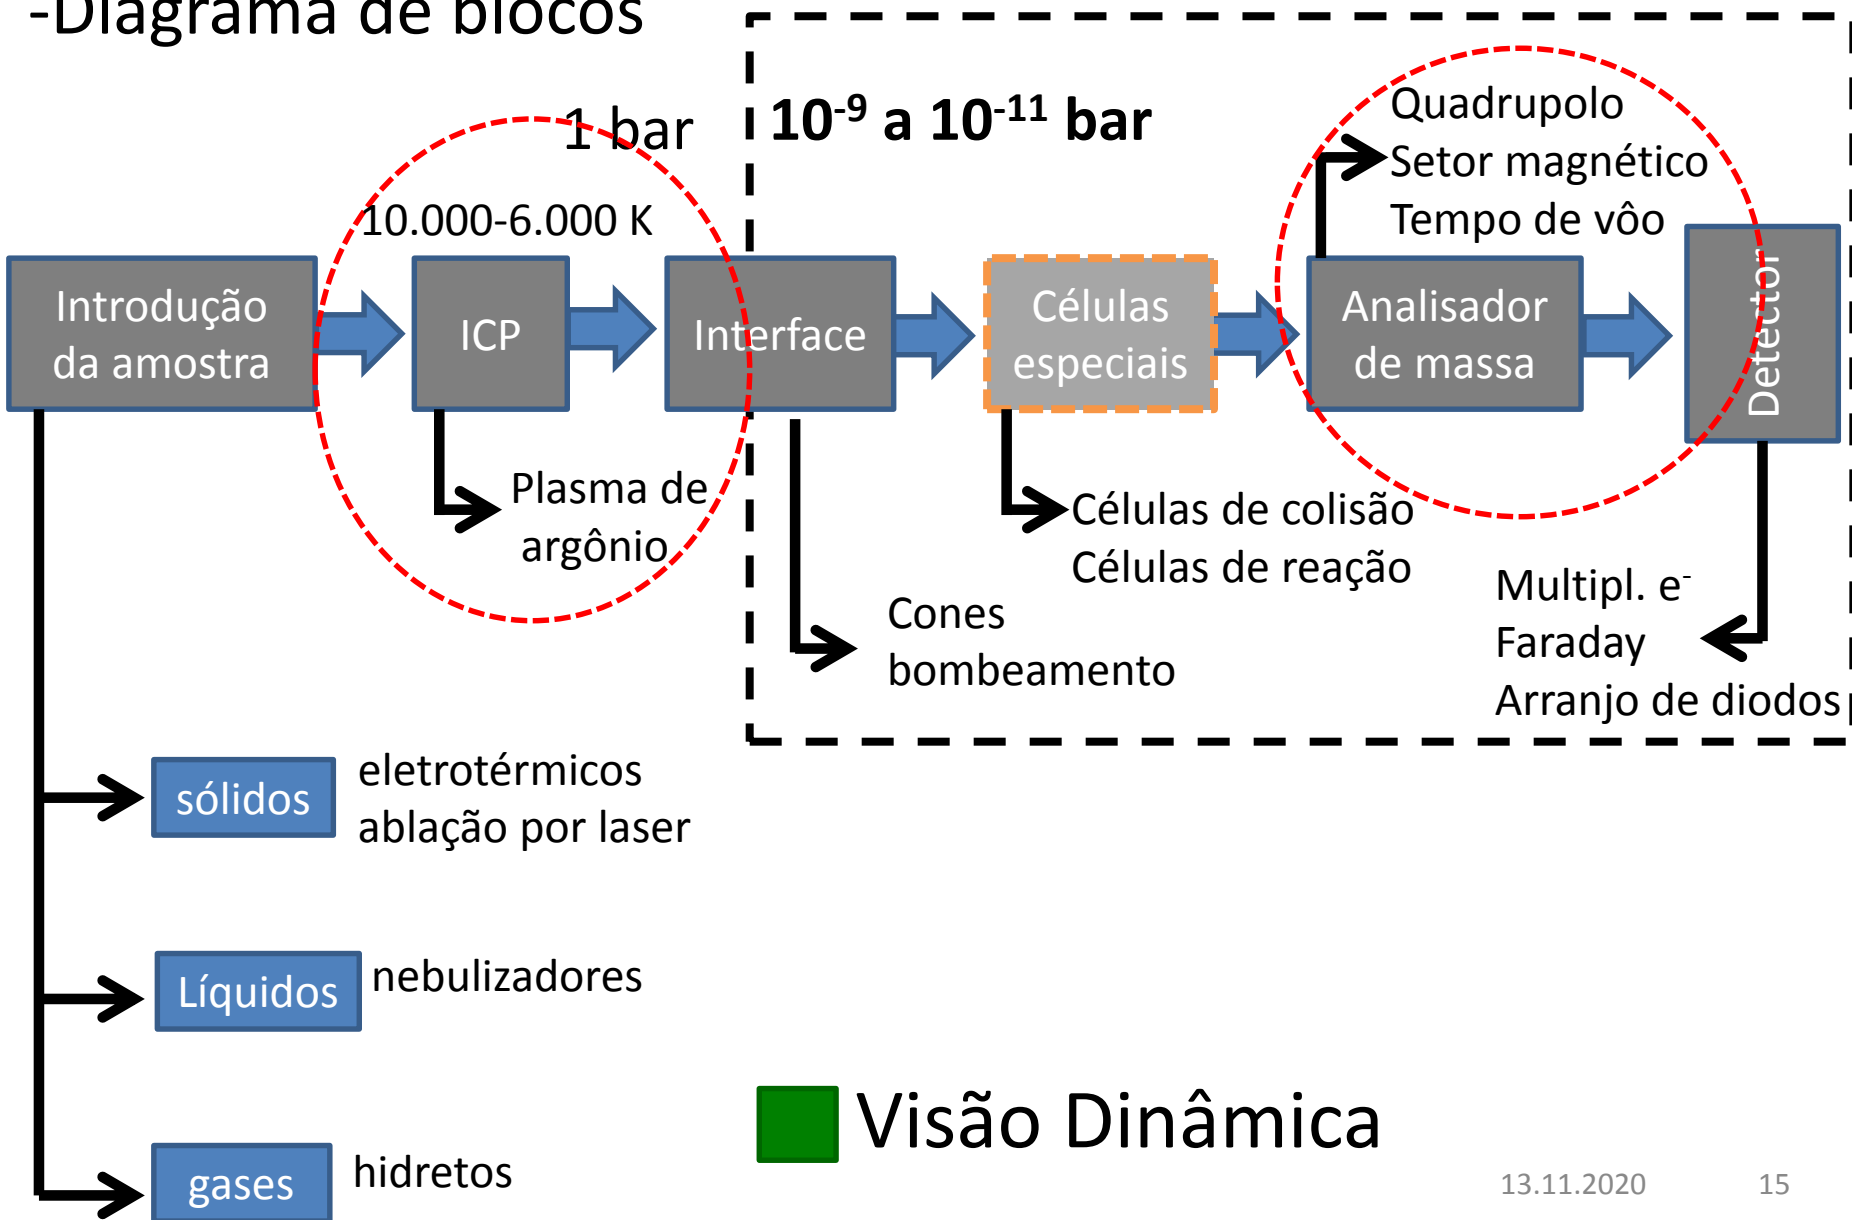 -Diagrama de blocos
1 bar
10-9 a 10-11 bar
Quadrupolo
Setor magnético
Tempo de vôo
10.000-6.000 K
Introdução
da amostra
ICP
Interface
Células
especiais
Analisador
de massa
Detector
Plasma de
argônio
Células de colisão
Células de reação
Cones
bombeamento
Multipl. e-
Faraday
Arranjo de diodos
sólidos
eletrotérmicos
ablação por laser
Líquidos
nebulizadores
gases
hidretos
Visão Dinâmica
13.11.2020
15